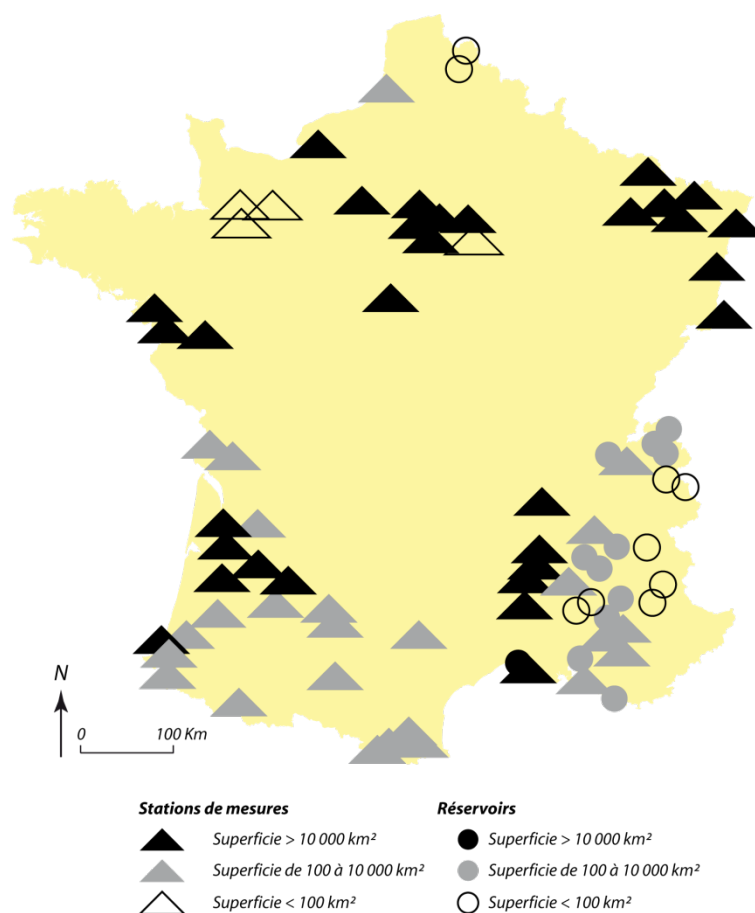 N
0 100 Km
Stations de mesures Réservoirs
Superficie > 10 000 km² Superficie > 10 000 km²
Superficie de 100 à 10 000 km² Superficie de 100 à 10 000 km²
Superficie < 100 km² Superficie < 100 km²